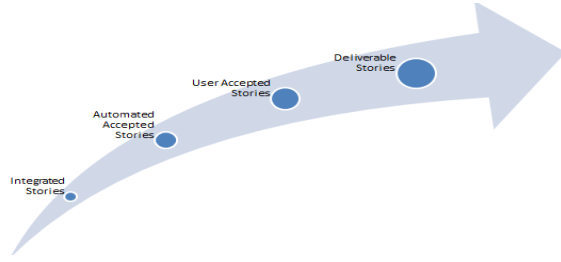 Deliverable
Stories
User Accepted
Stories
Automated
Accepted
Stories
Integrated
Stories